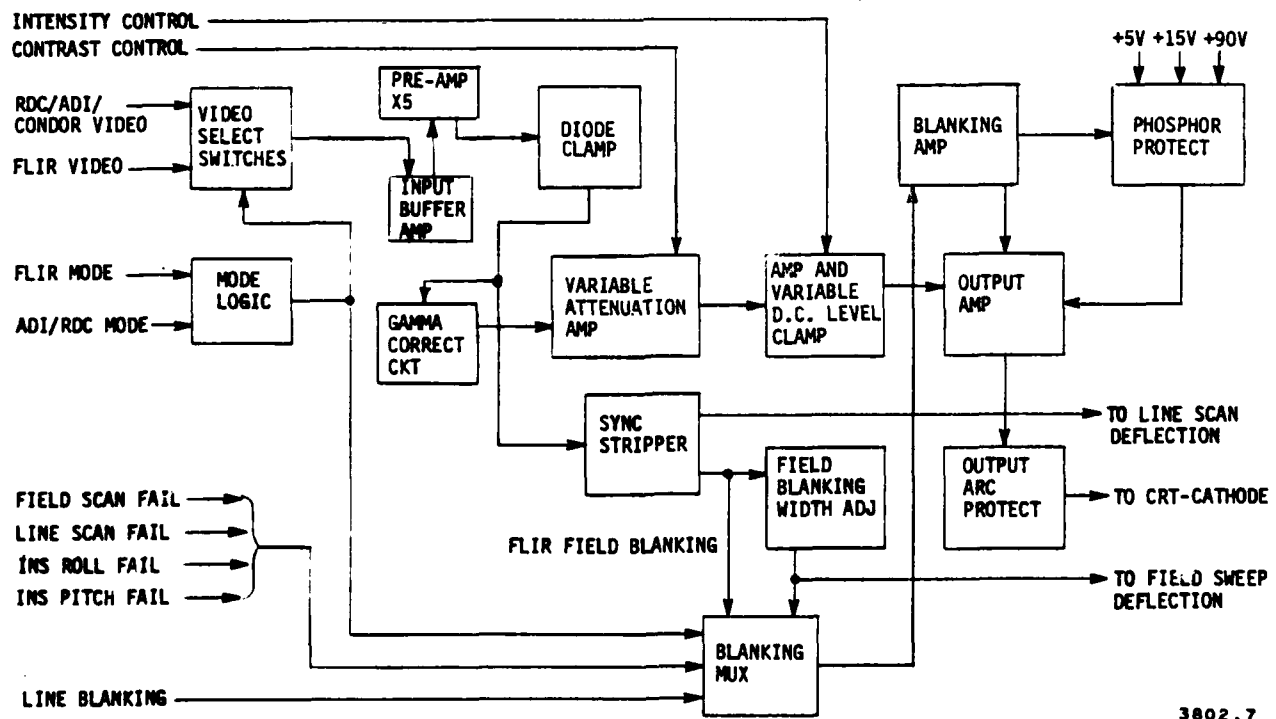 INTENSITY CONTROL
CONTRAST CONTROL
+5V +15V +90V
RDC/ADI/
CONDOR VIDEO
FLIR VIDEO
VIDEO
SELECT
SWITCHES
PRE-AMP
X5
INPUT
BUFFER
AMP
DIODE
CLAMP
BLANKING
AMP
PHOSPHOR
PROTECT
FLIR MODE
ADI/RDC MODE
MODE
LOGIC
GAMMA
CORRECT
CKT
VARIABLE
ATTENUATION
AMP
AMP AND
VARIABLE
D.C. LEVEL
CLAMP
OUTPUT
AMP
SYNC
STRIPPER
TO LINE SCAN
DEFLECTION
FIELD
BLANKING
WIDTH ADJ
OUTPUT
ARC
PROTECT
TO CRT-CATHODE
FIELD SCAN FAIL
LINE SCAN FAIL
INS ROLL FAIL
INS PITCH FAIL
FLIR FIELD BLANKING
TO FIELD SWEEP
DEFLECTION
BLANKING
MUX
LINE BLANKING
3802.7